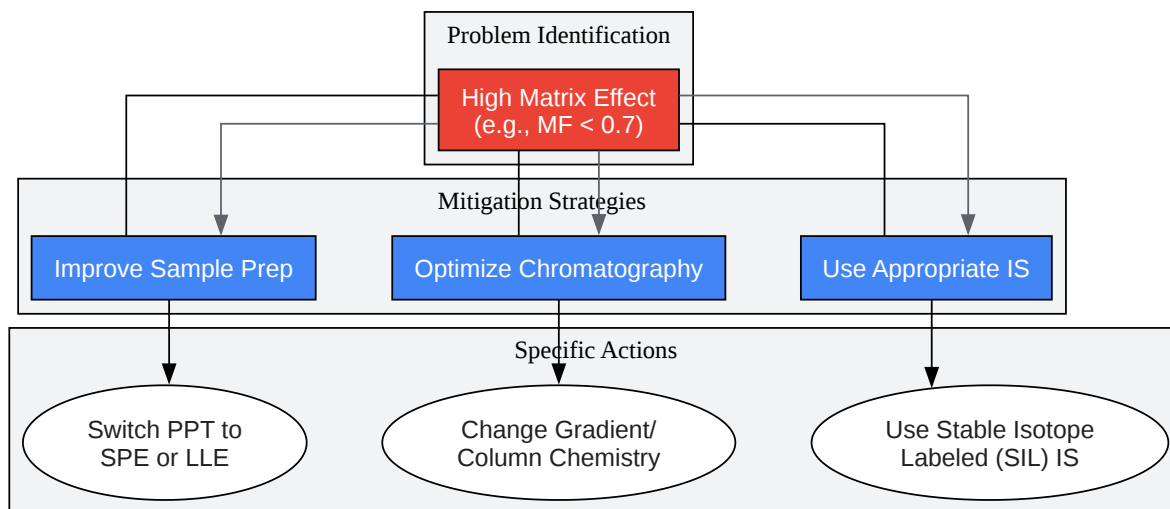 Problem Identification
High Matrix Effect
(e.g., MF < 0.7)
Mitigation Strategies
Improve Sample Prep
Optimize Chromatography
Use Appropriate IS
Specific Actions
Switch PPT to
SPE or LLE
Change Gradient/
Column Chemistry
Use Stable Isotope
Labeled (SIL) IS